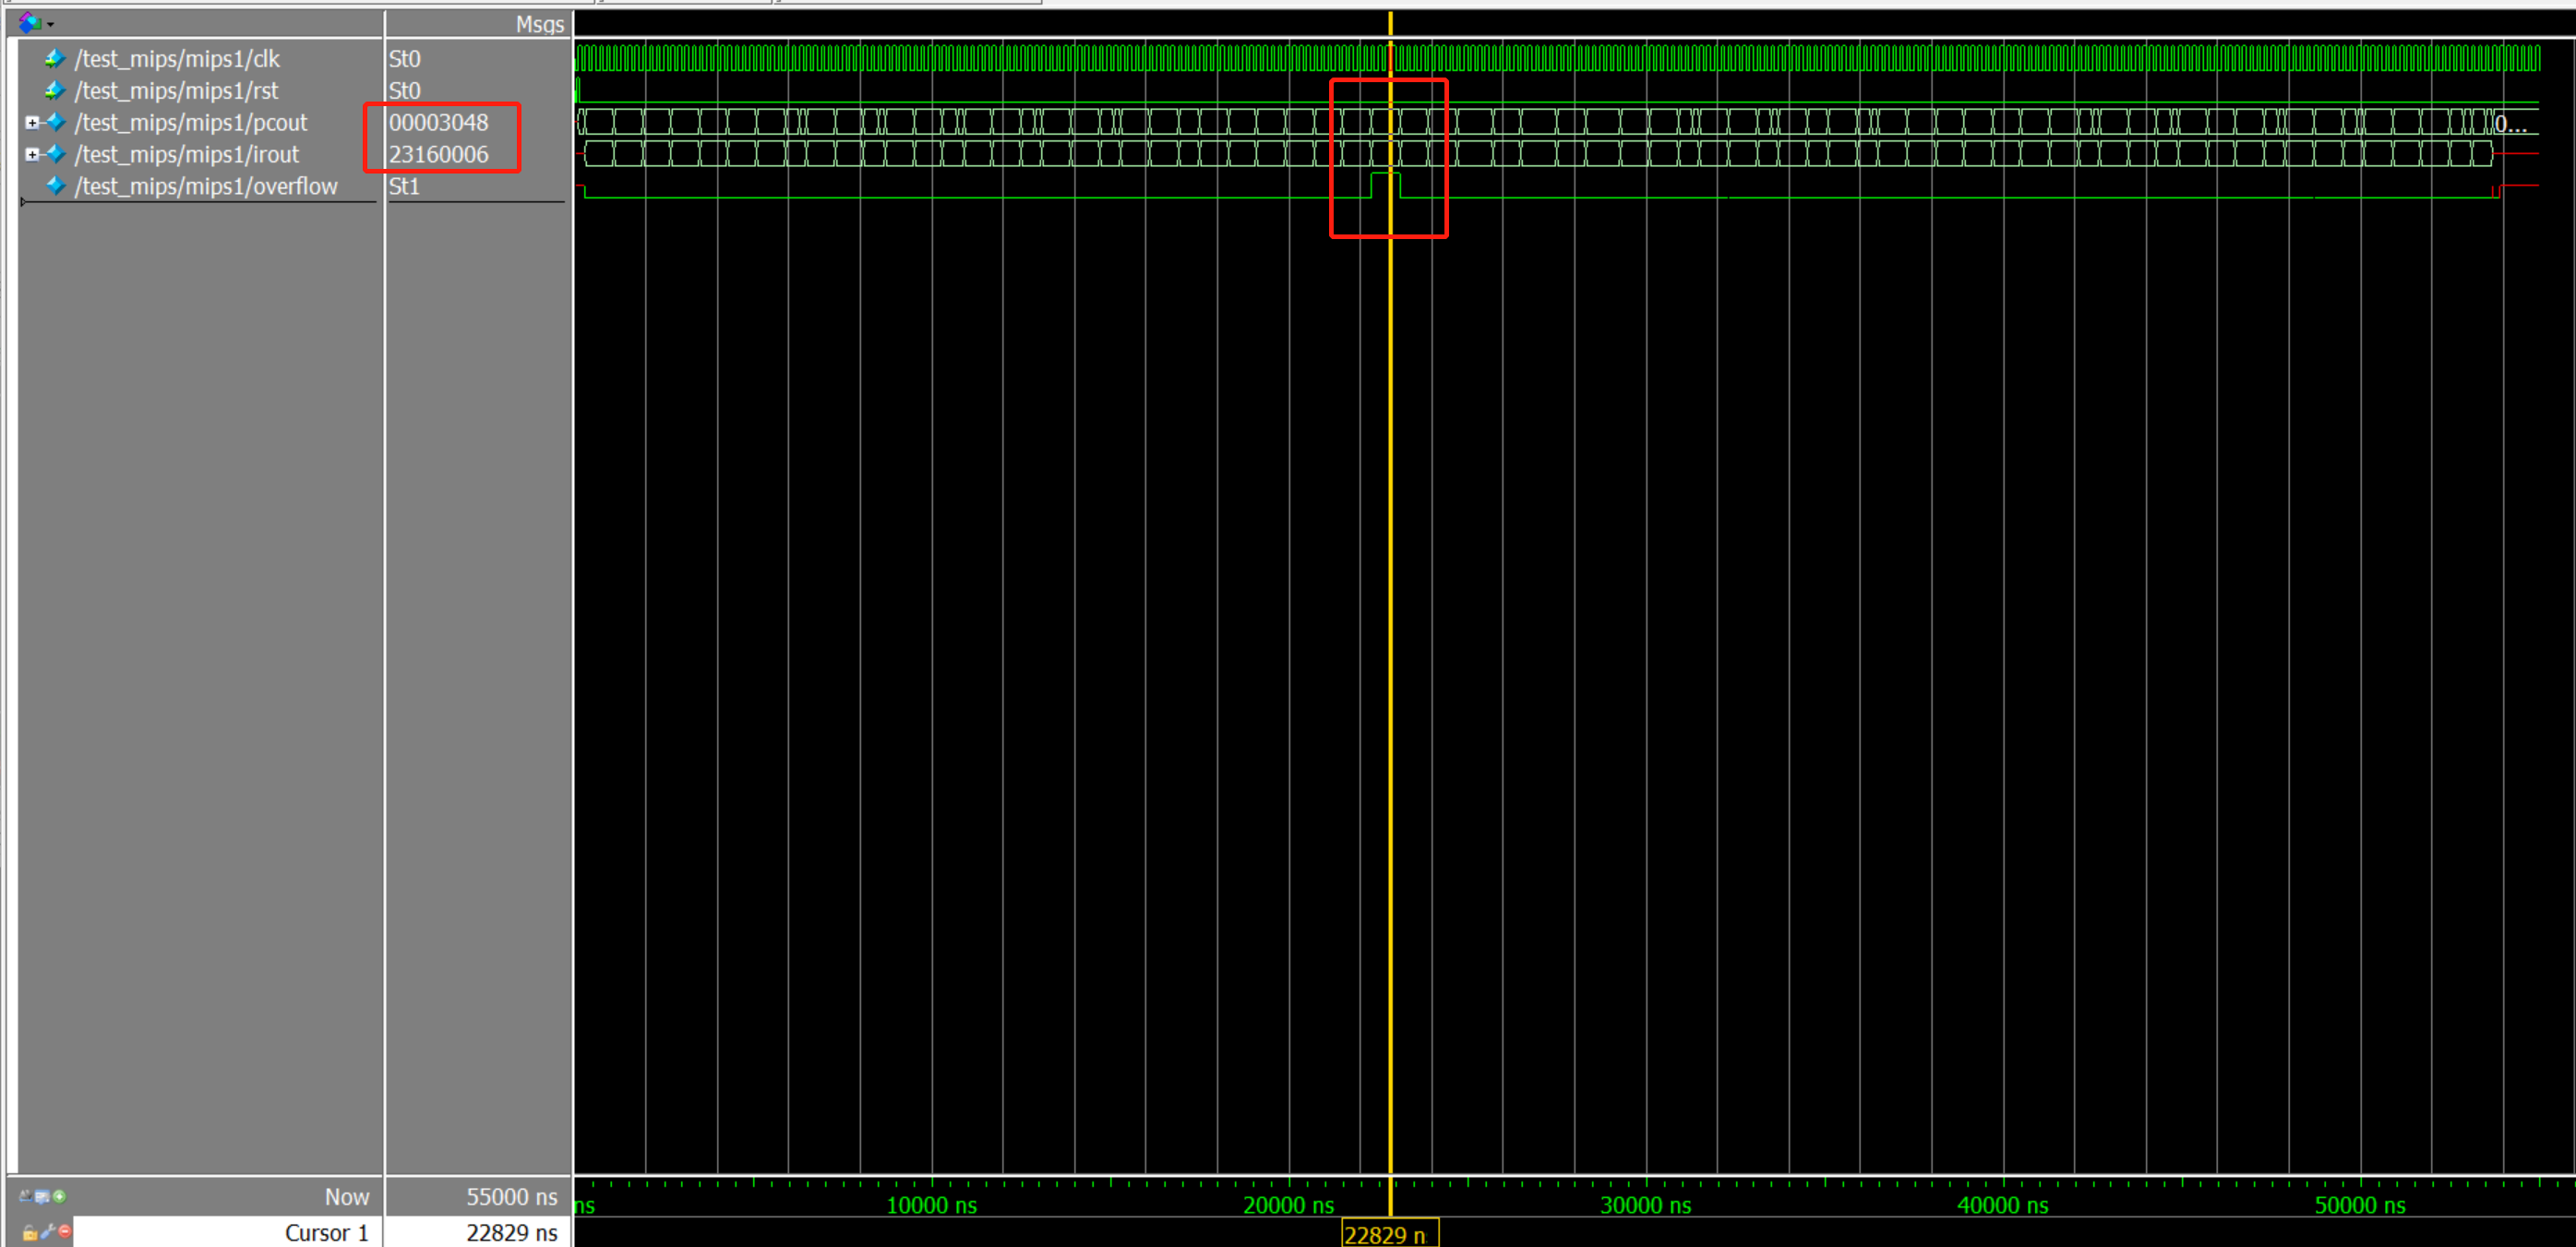 Msgs
/test_mips/mips1/clk St0
/test_mips/mips1/rst St0
/test_mips/mips1/pcout 00003048
/test_mips/mips1/irout 23160006
/test_mips/mips1/overflow St1
0...
Now 55000 ns
ns 10000 ns 20000 ns 30000 ns 40000 ns 50000 ns
Cursor 1 22829 ns
22829 n